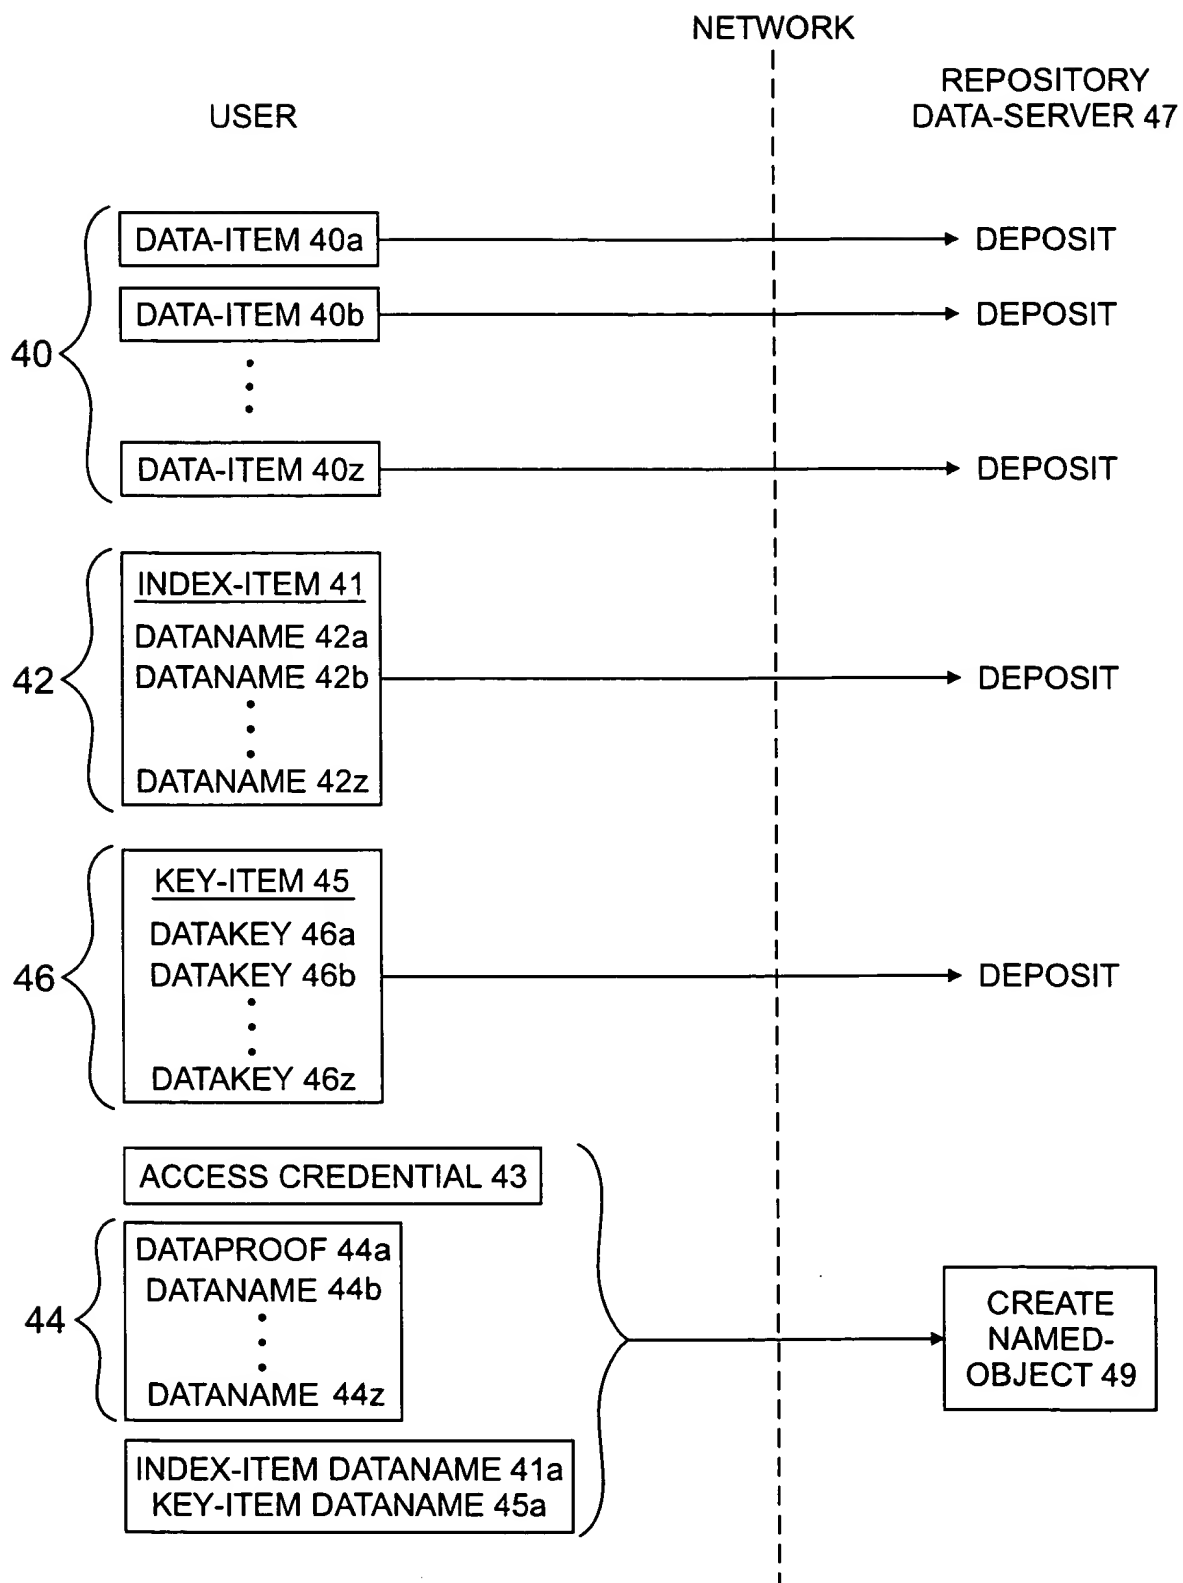 NETWORK
USER
REPOSITORY
DATA-SERVER 47
40
DATA-ITEM 40a
DEPOSIT
DATA-ITEM 40b
DEPOSIT
DATA-ITEM 40z
DEPOSIT
42
INDEX-ITEM 41
DATANAME 42a
DATANAME 42b
DATANAME 42z
DEPOSIT
46
KEY-ITEM 45
DATAKEY 46a
DATAKEY 46b
DATAKEY 46z
DEPOSIT
ACCESS CREDENTIAL 43
44
DATAPROOF 44a
DATANAME 44b
DATANAME 44z
INDEX-ITEM DATANAME 41a
KEY-ITEM DATANAME 45a
CREATE
NAMED-
OBJECT 49